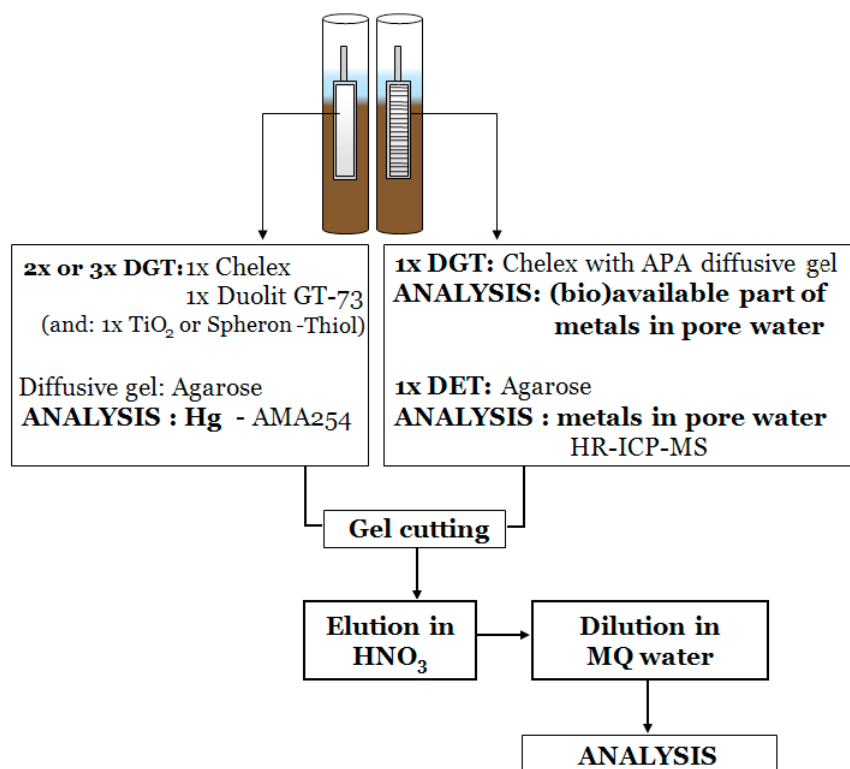 2x or 3x DGT: 1x Chelex
1x Duolit GT-73
(and: 1x TiO₂ or Spheron -Thiol)
Diffusive gel: Agarose
ANALYSIS : Hg - AMA254
1x DGT: Chelex with APA diffusive gel
ANALYSIS: (bio)available part of
metals in pore water
1x DET: Agarose
ANALYSIS : metals in pore water
HR-ICP-MS
Gel cutting
Elution in
HNO₃
Dilution in
MQ water
ANALYSIS